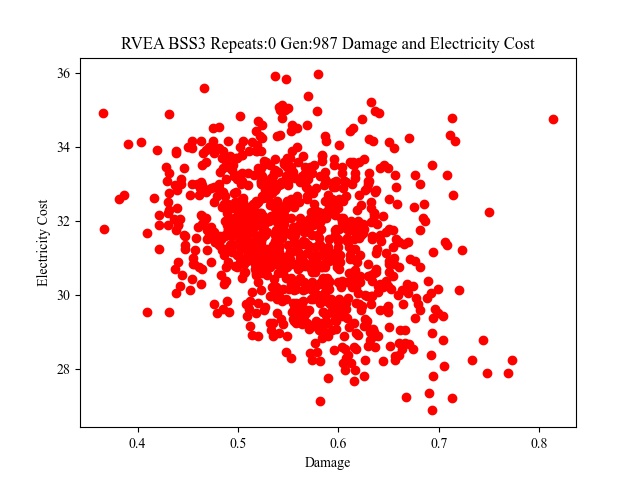 RVEA BSS3 Repeats:0 Gen:987 Damage and Electricity Cost
36
34
32
30
28
Electricity Cost
0.4 0.5 0.6 0.7 0.8
Damage